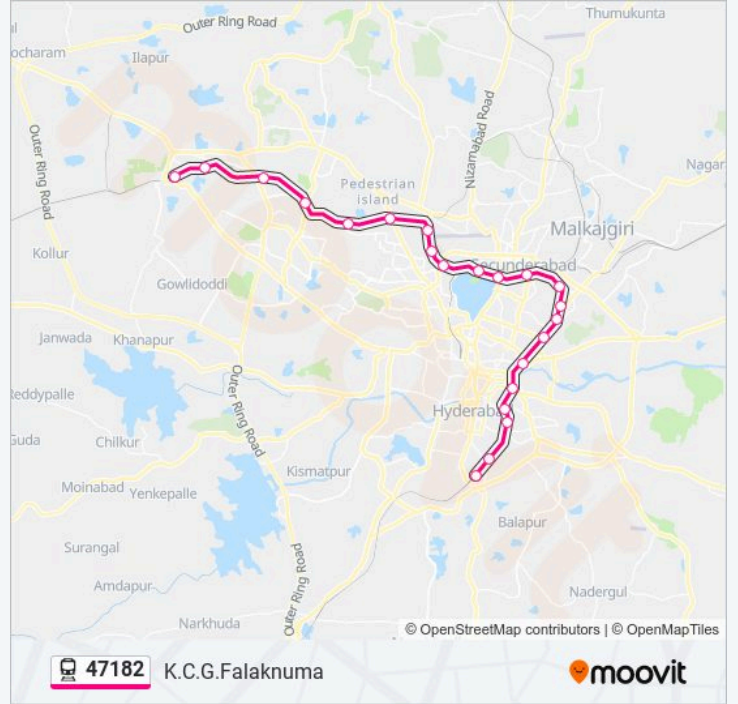 Outer Ring Road
Thumukunta
ocharam
Ilapur
Outer Ring Road
Nizamabad Road
Nagar
Pedestrian
island
Malkajgiri
Kollur
Secunderabad
Gowlidoddi
Janwada
Khanapur
Reddypalle
Outer Ring Road
Hyderabad
Guda
Chilkur
Kismatpur
Moinabad
Yenkepalle
Balapur
Surangal
Outer Ring Road
Amdapur
Nadergul
Narkhuda
© OpenStreetMap contributors | © OpenMapTiles
47182
K.C.G.Falaknuma
moovit